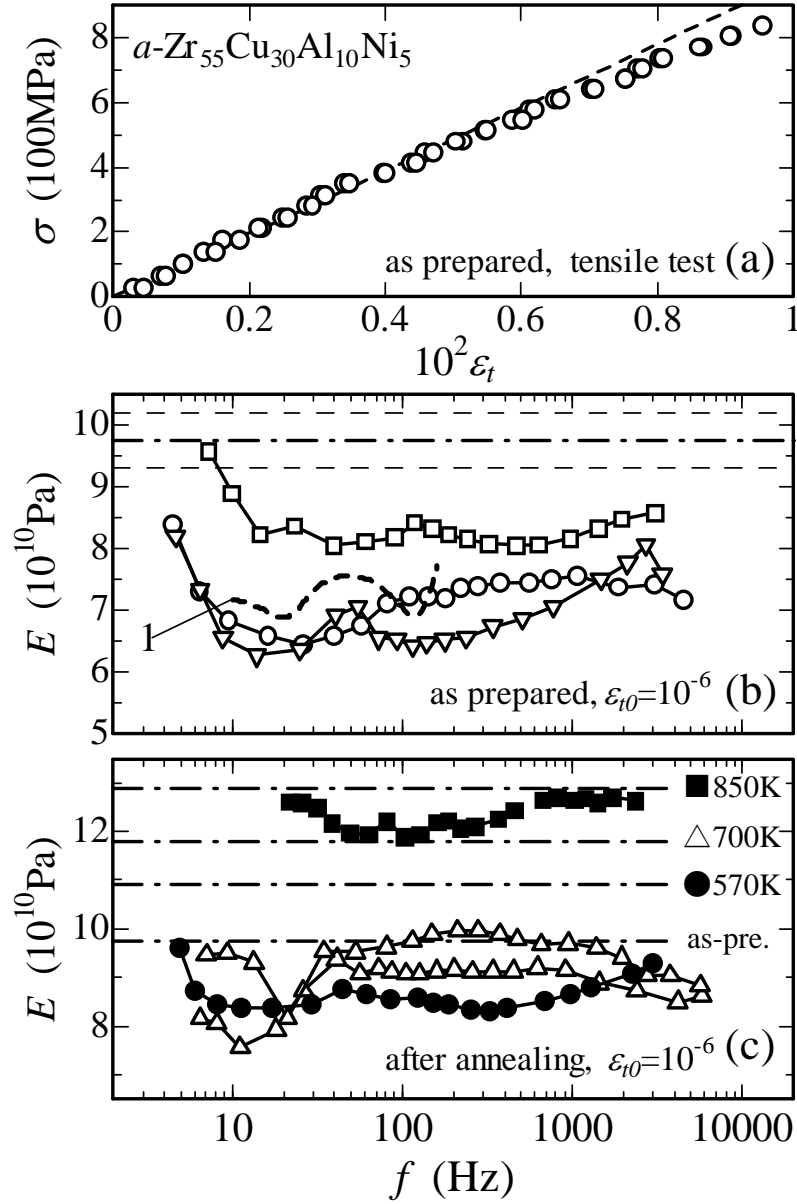 8
6
4
2
0
σ (100MPa)
a-Zr₅₅Cu₃₀Al₁₀Ni₅
as prepared, tensile test (a)
0 0.2 0.4 0.6 0.8 1
10²εₜ
10
9
8
7
6
5
E (10¹⁰Pa)
1
as prepared, εₜ₀=10⁻⁶ (b)
12
10
8
E (10¹⁰Pa)
850K
700K
570K
as-pre.
after annealing, εₜ₀=10⁻⁶ (c)
10 100 1000 10000
f (Hz)